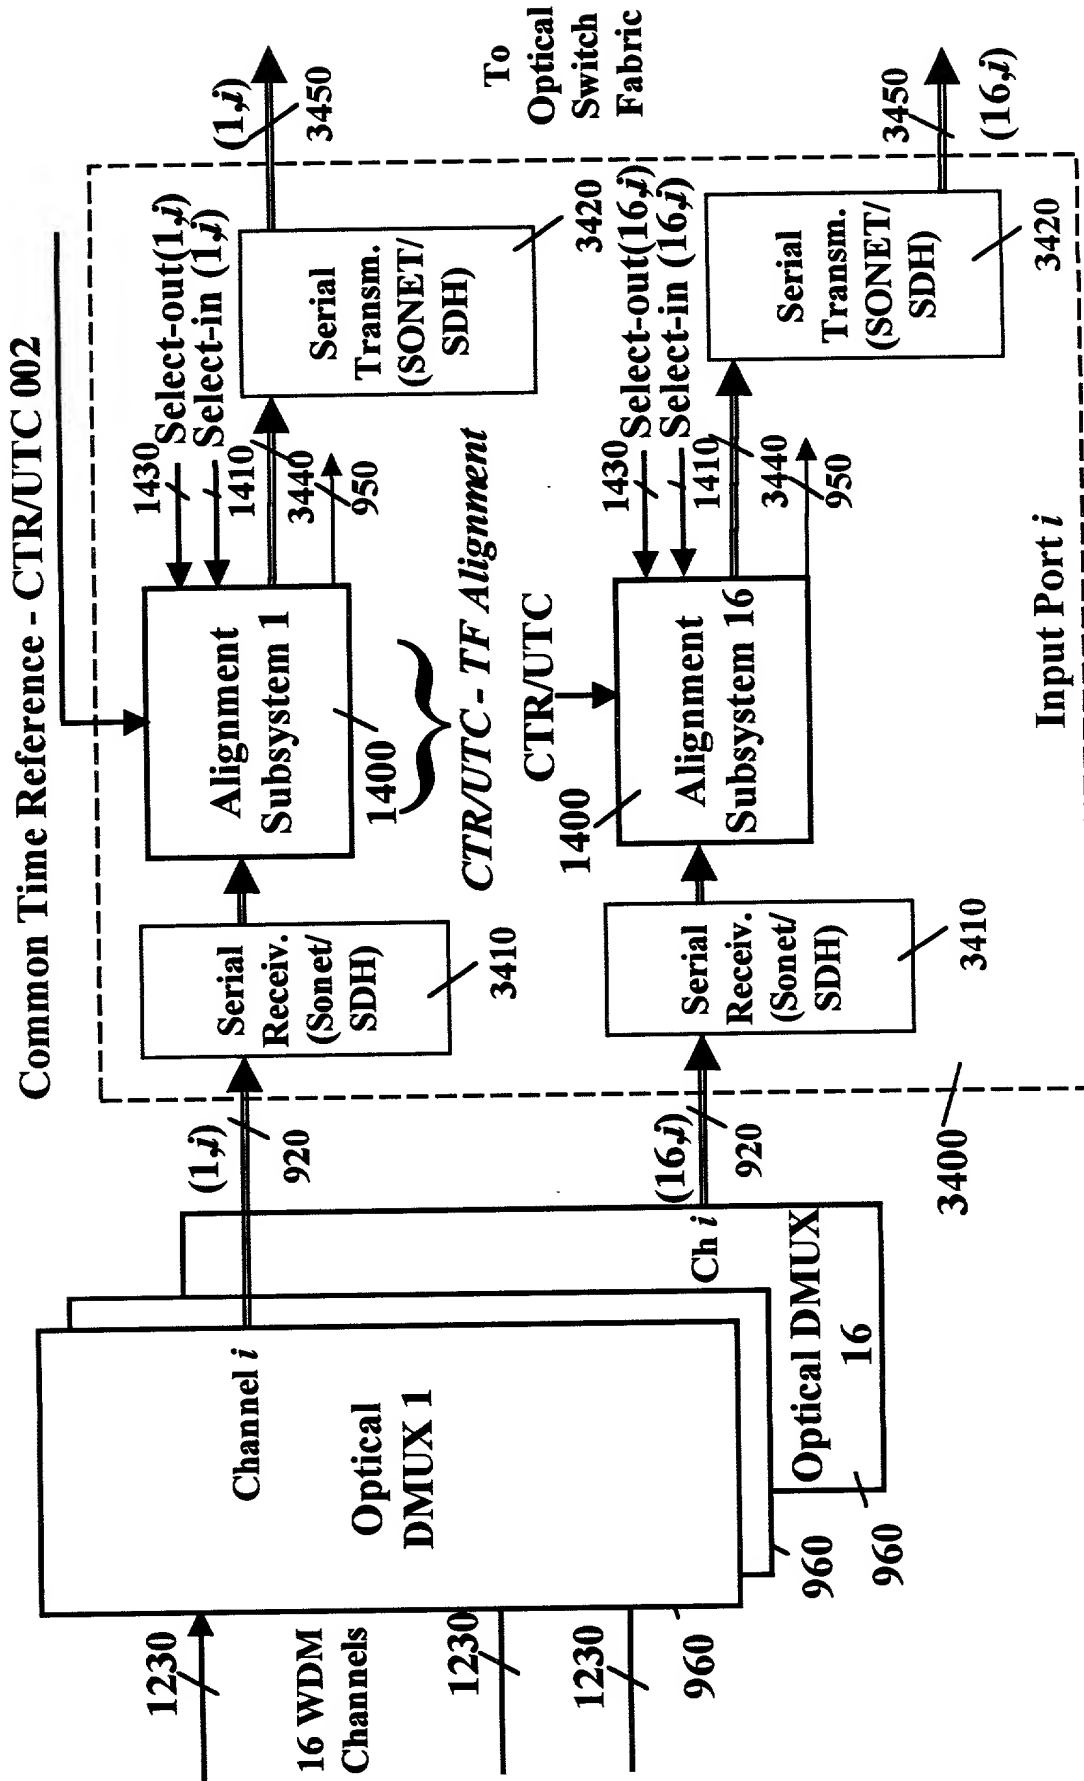 Common Time Reference - CTR/UTC 002
1230
16 WDM
Channels
1230
1230
960
960
960
Channel i
Optical
DMUX 1
Ch i
Optical DMUX
16
(1,i)
920
(16,i)
920
3400
Serial
Receiv.
(Sonet/
SDH)
3410
Serial
Receiv.
(Sonet/
SDH)
3410
Alignment
Subsystem 1
1400
CTR/UTC - TF Alignment
CTR/UTC
1400
Alignment
Subsystem 16
1430
Select-out(1,i)
Select-in (1,i)
1410
3440
950
1430
Select-out(16,i)
Select-in (16,i)
1410
3440
950
Serial
Transm.
(SONET/
SDH)
3420
Serial
Transm.
(SONET/
SDH)
3420
(1,i)
3450
To
Optical
Switch
Fabric
3450
(16,i)
Input Port i